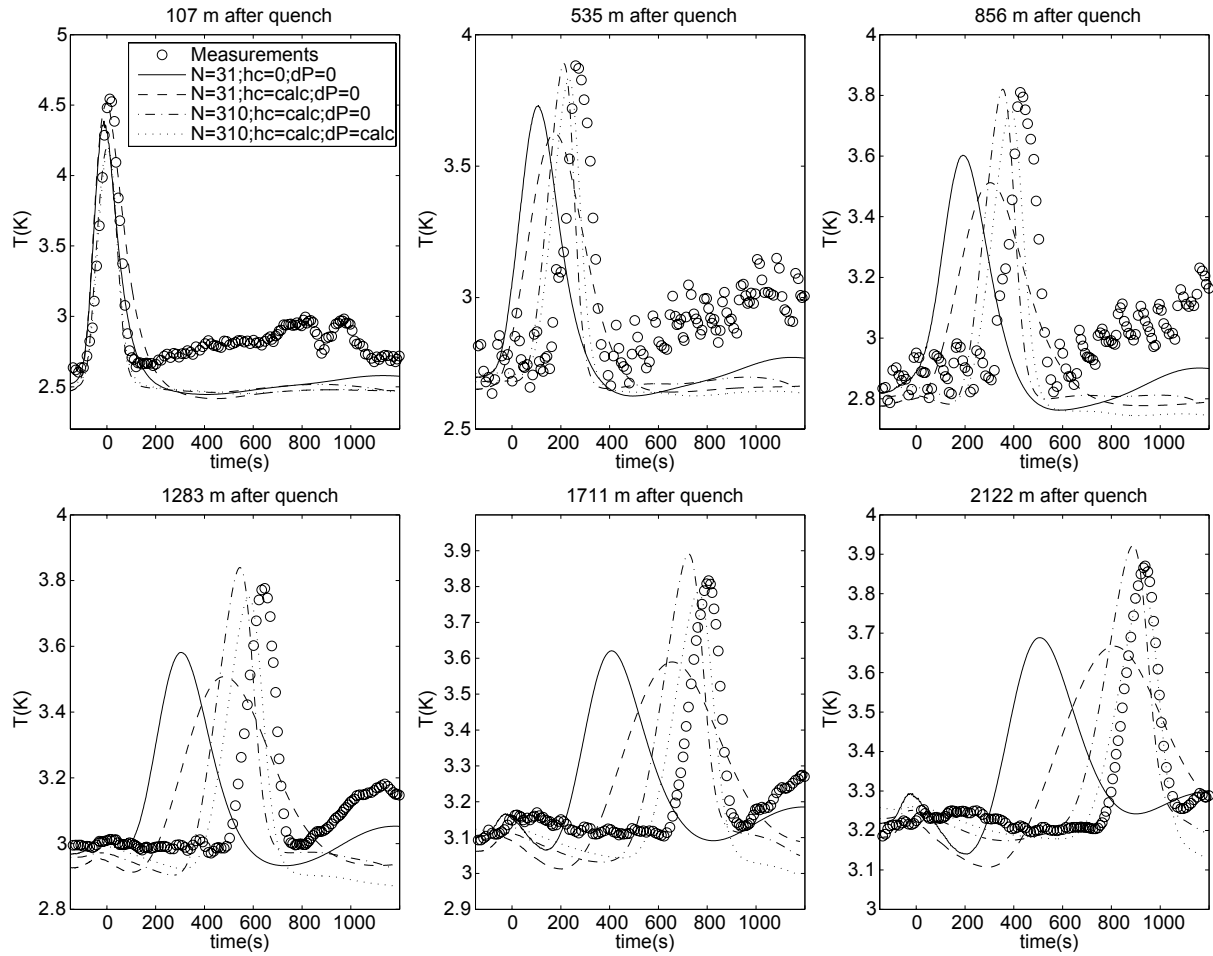 107 m after quench
5
4.5
4
3.5
3
2.5
T(K)
0 200 400 600 800 1000
time(s)
Measurements
N=31;hc=0;dP=0
N=31;hc=calc;dP=0
N=310;hc=calc;dP=0
N=310;hc=calc;dP=calc
535 m after quench
4
3.5
3
2.5
T(K)
0 200 400 600 800 1000
time(s)
856 m after quench
4
3.8
3.6
3.4
3.2
3
2.8
T(K)
0 200 400 600 800 1000
time(s)
1283 m after quench
4
3.8
3.6
3.4
3.2
3
2.8
T(K)
0 200 400 600 800 1000
time(s)
1711 m after quench
3.9
3.8
3.7
3.6
3.5
3.4
3.3
3.2
3.1
3
2.9
T(K)
0 200 400 600 800 1000
time(s)
2122 m after quench
4
3.9
3.8
3.7
3.6
3.5
3.4
3.3
3.2
3.1
3
T(K)
0 200 400 600 800 1000
time(s)